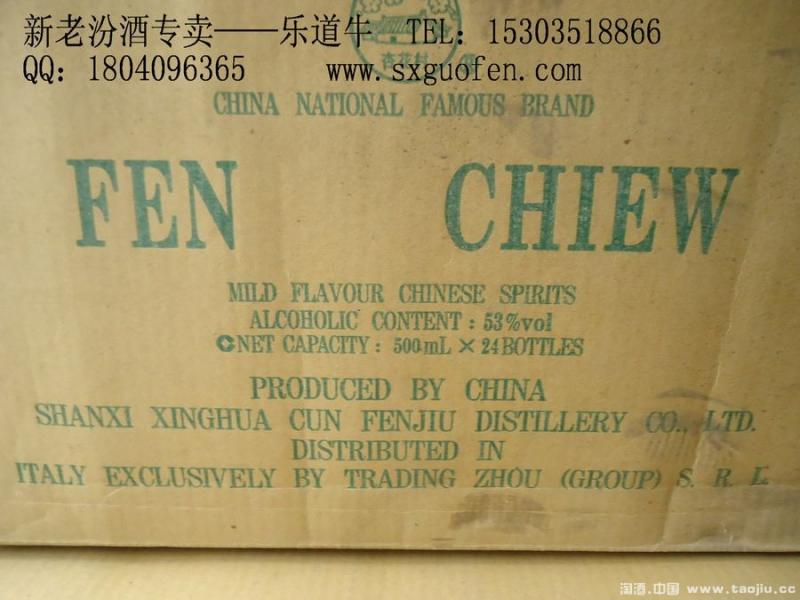 新老汾酒专卖——乐道牛 TEL：15303518866
QQ：1804096365 www.sxguofen.com
杏花村
CHINA NATIONAL FAMOUS BRAND
FEN CHIEW
MILD FLAVOUR CHINESE SPIRITS
ALCOHOLIC CONTENT : 53%vol
NET CAPACITY : 500mL × 24BOTTLES
PRODUCED BY CHINA
SHANXI XINGHUA CUN FENJIU DISTILLERY CO., LTD.
DISTRIBUTED IN
ITALY EXCLUSIVELY BY TRADING ZHOU (GROUP) S. R. L
淘酒.中国 www.taojiu.cc